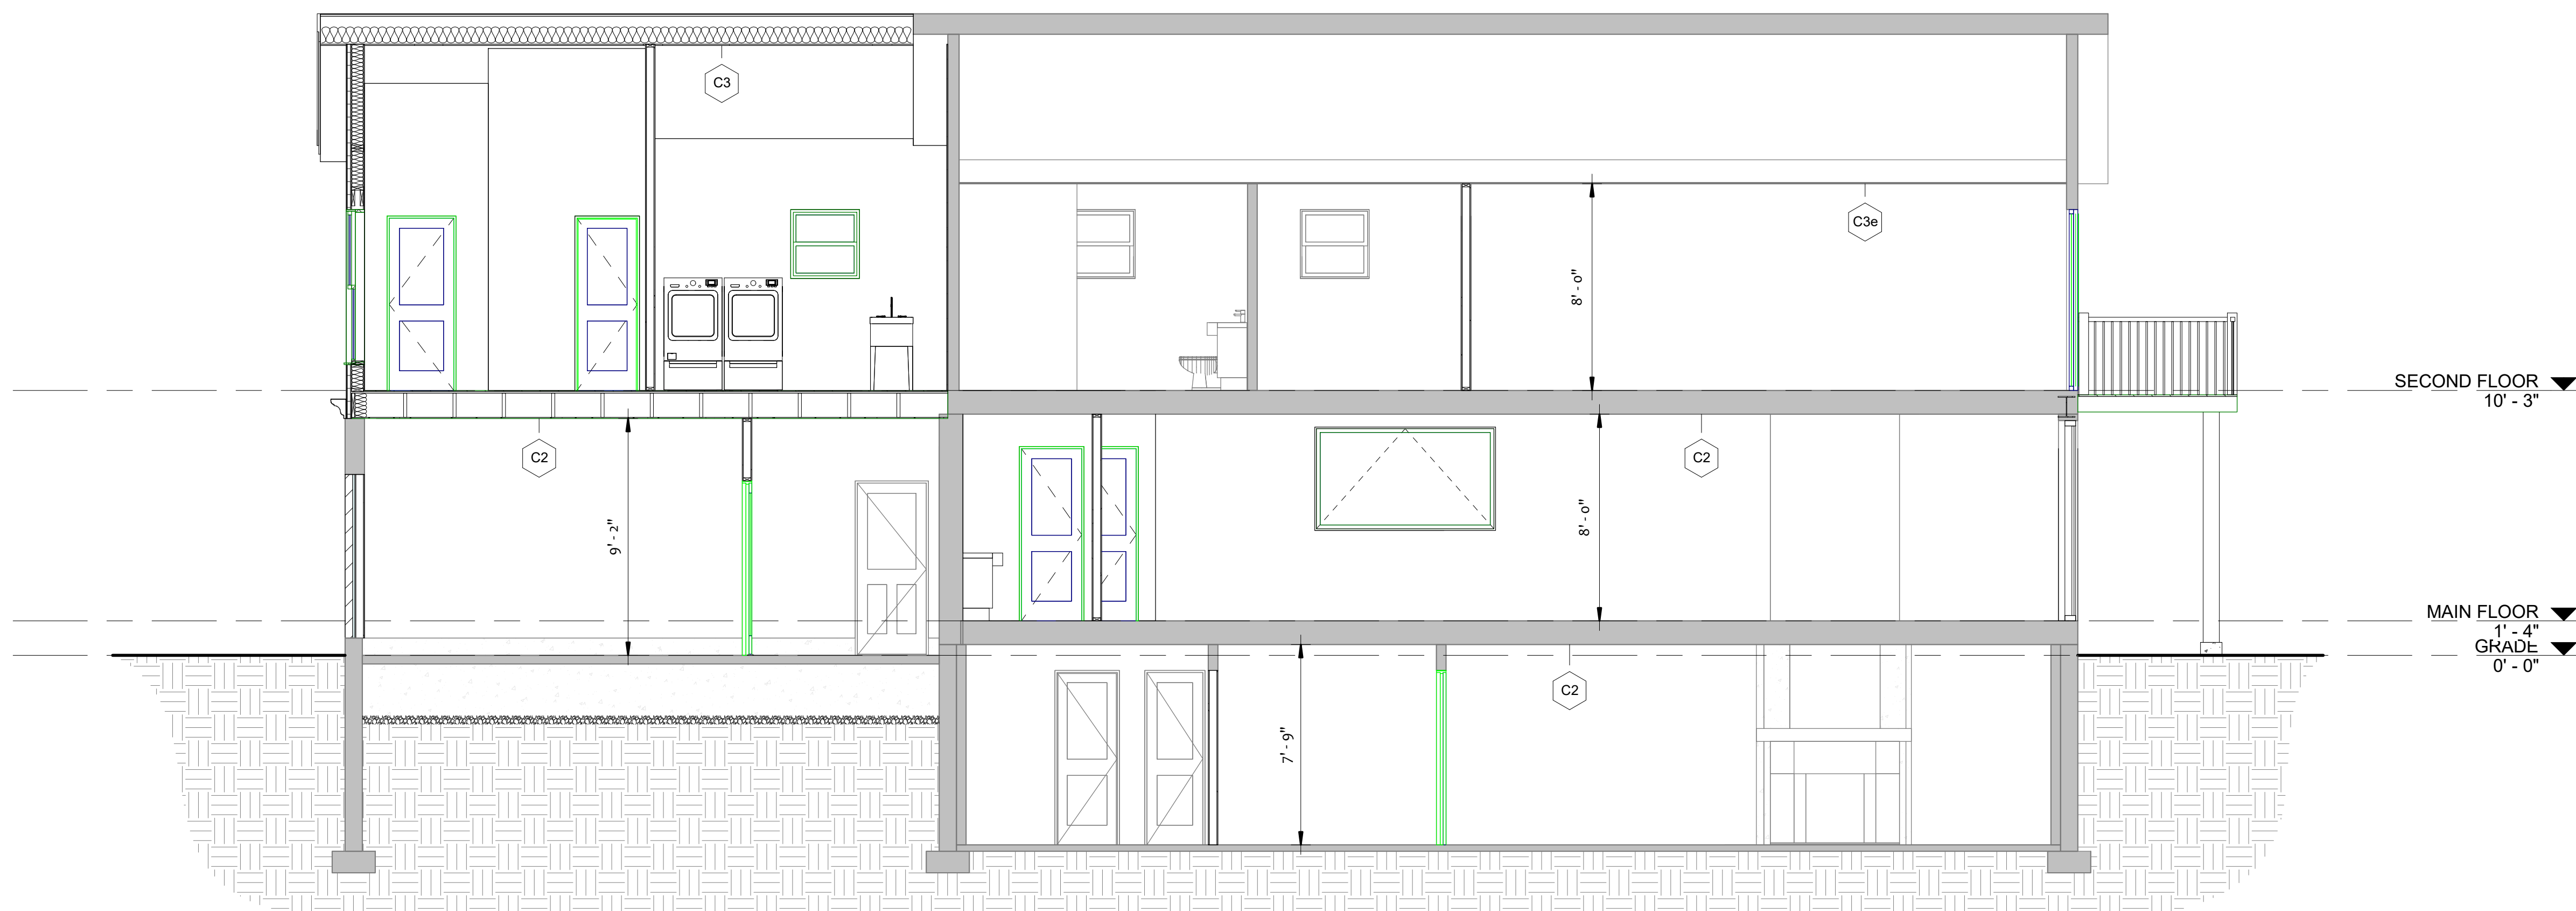 C3
C3e
8' - 0"
SECOND FLOOR
10' - 3"
C2
C2
9' - 2"
8' - 0"
MAIN FLOOR
1' - 4"
GRADE
0' - 0"
C2
7' - 9"